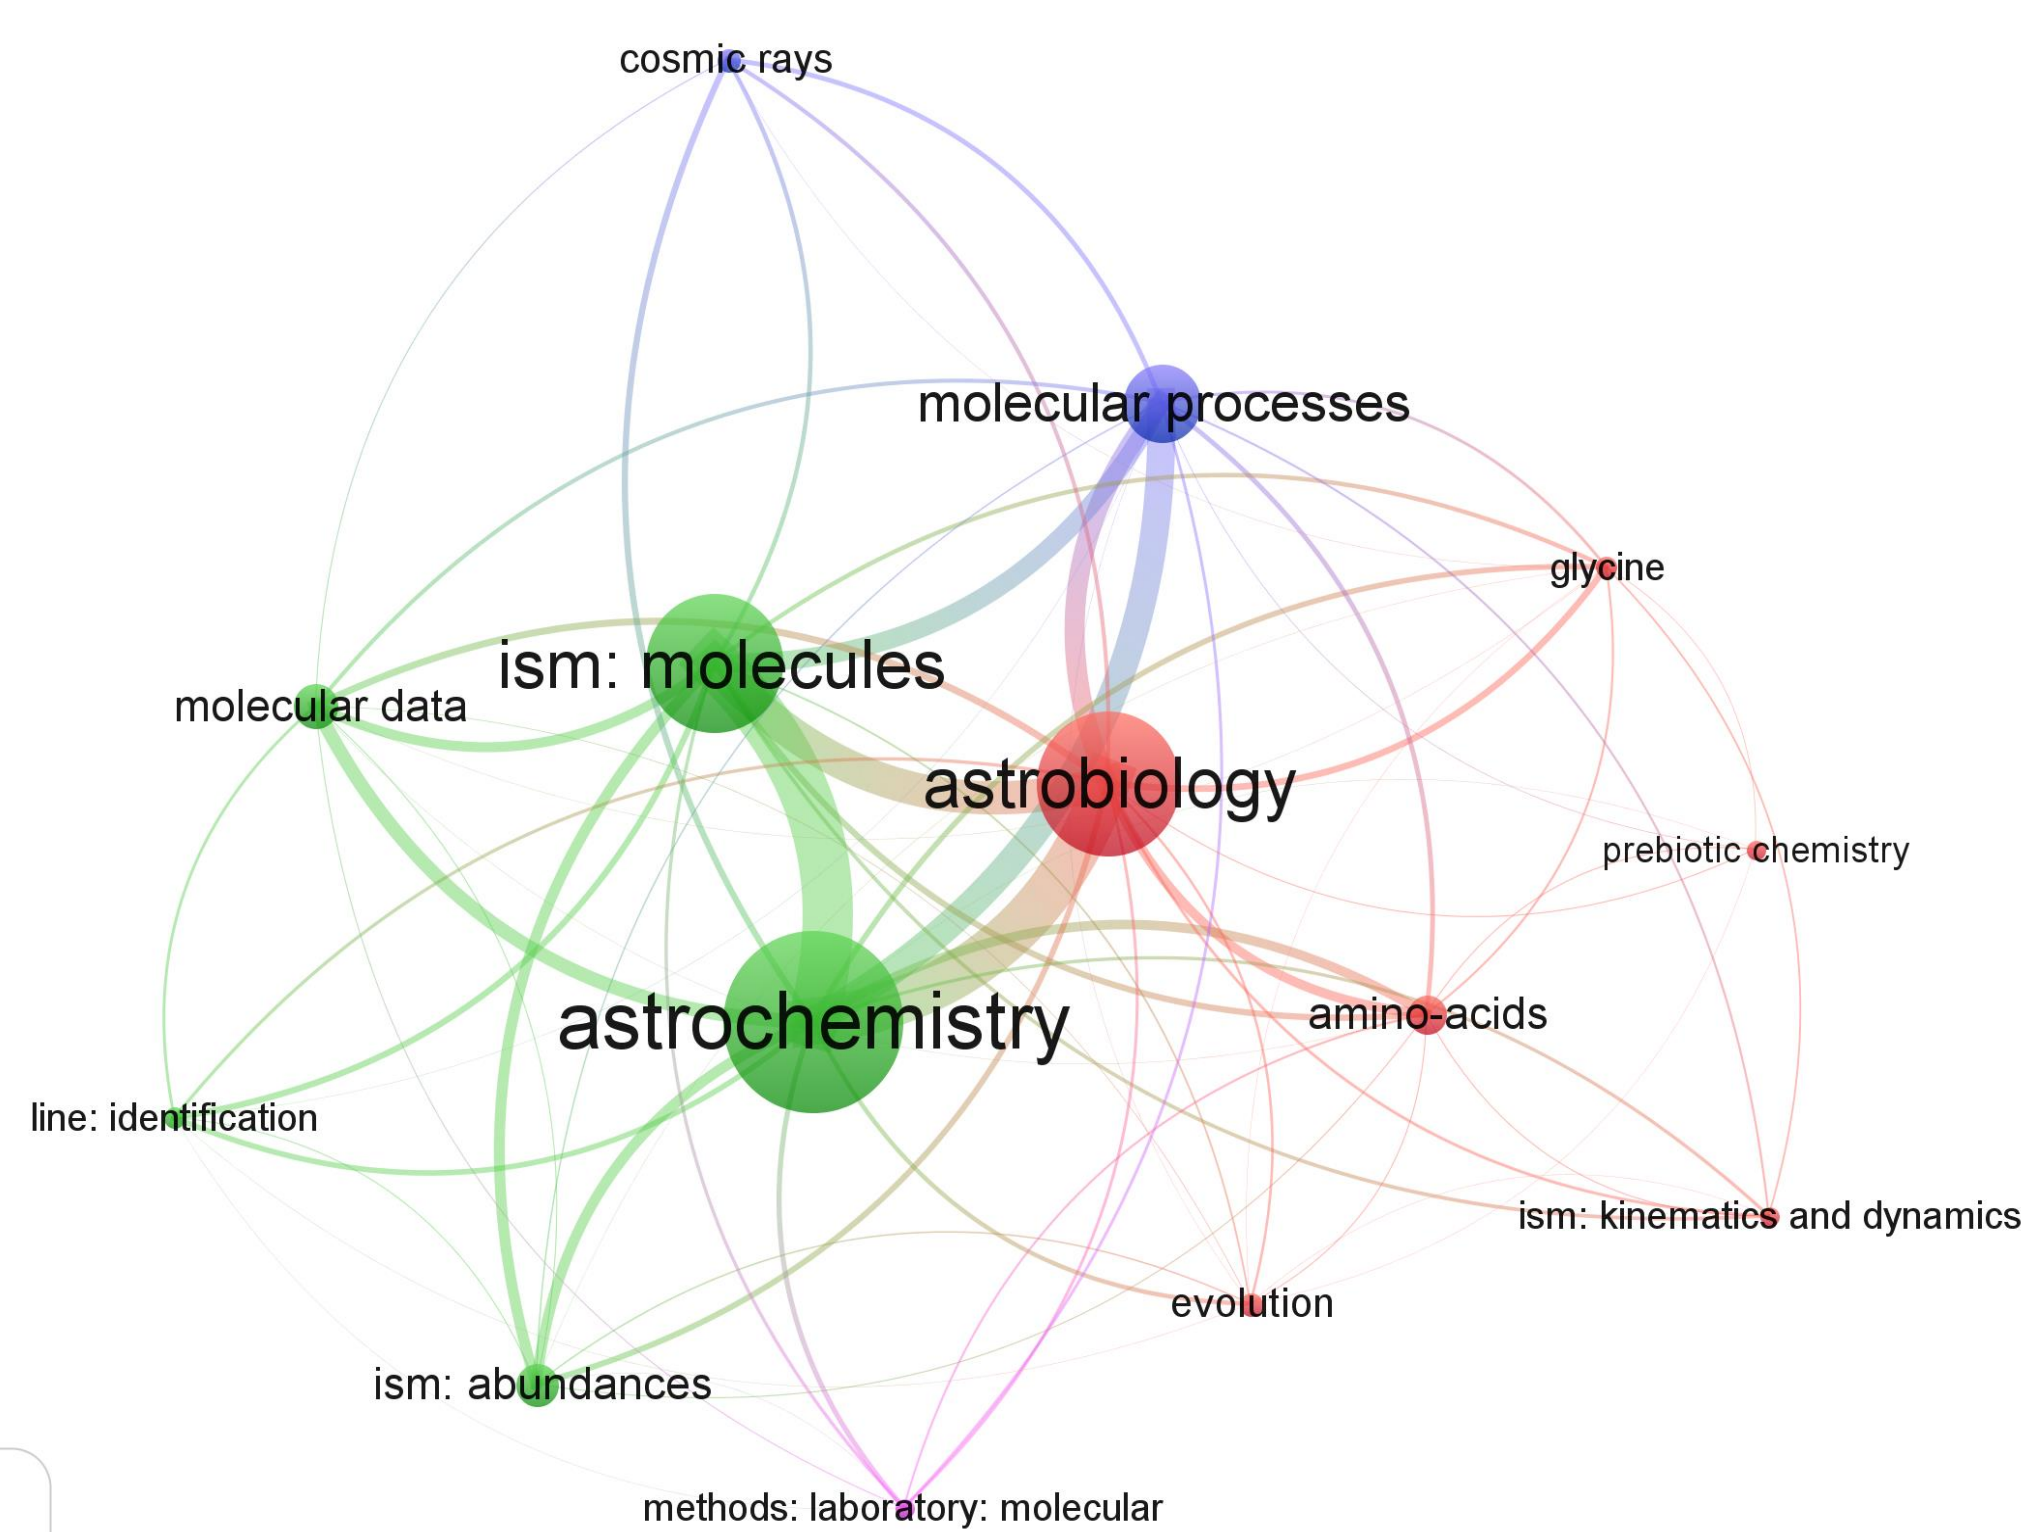 cosmic rays
molecular processes
glycine
ism: molecules
molecular data
astrobiology
prebiotic chemistry
amino-acids
astrochemistry
line: identification
ism: kinematics and dynamics
evolution
ism: abundances
methods: laboratory: molecular